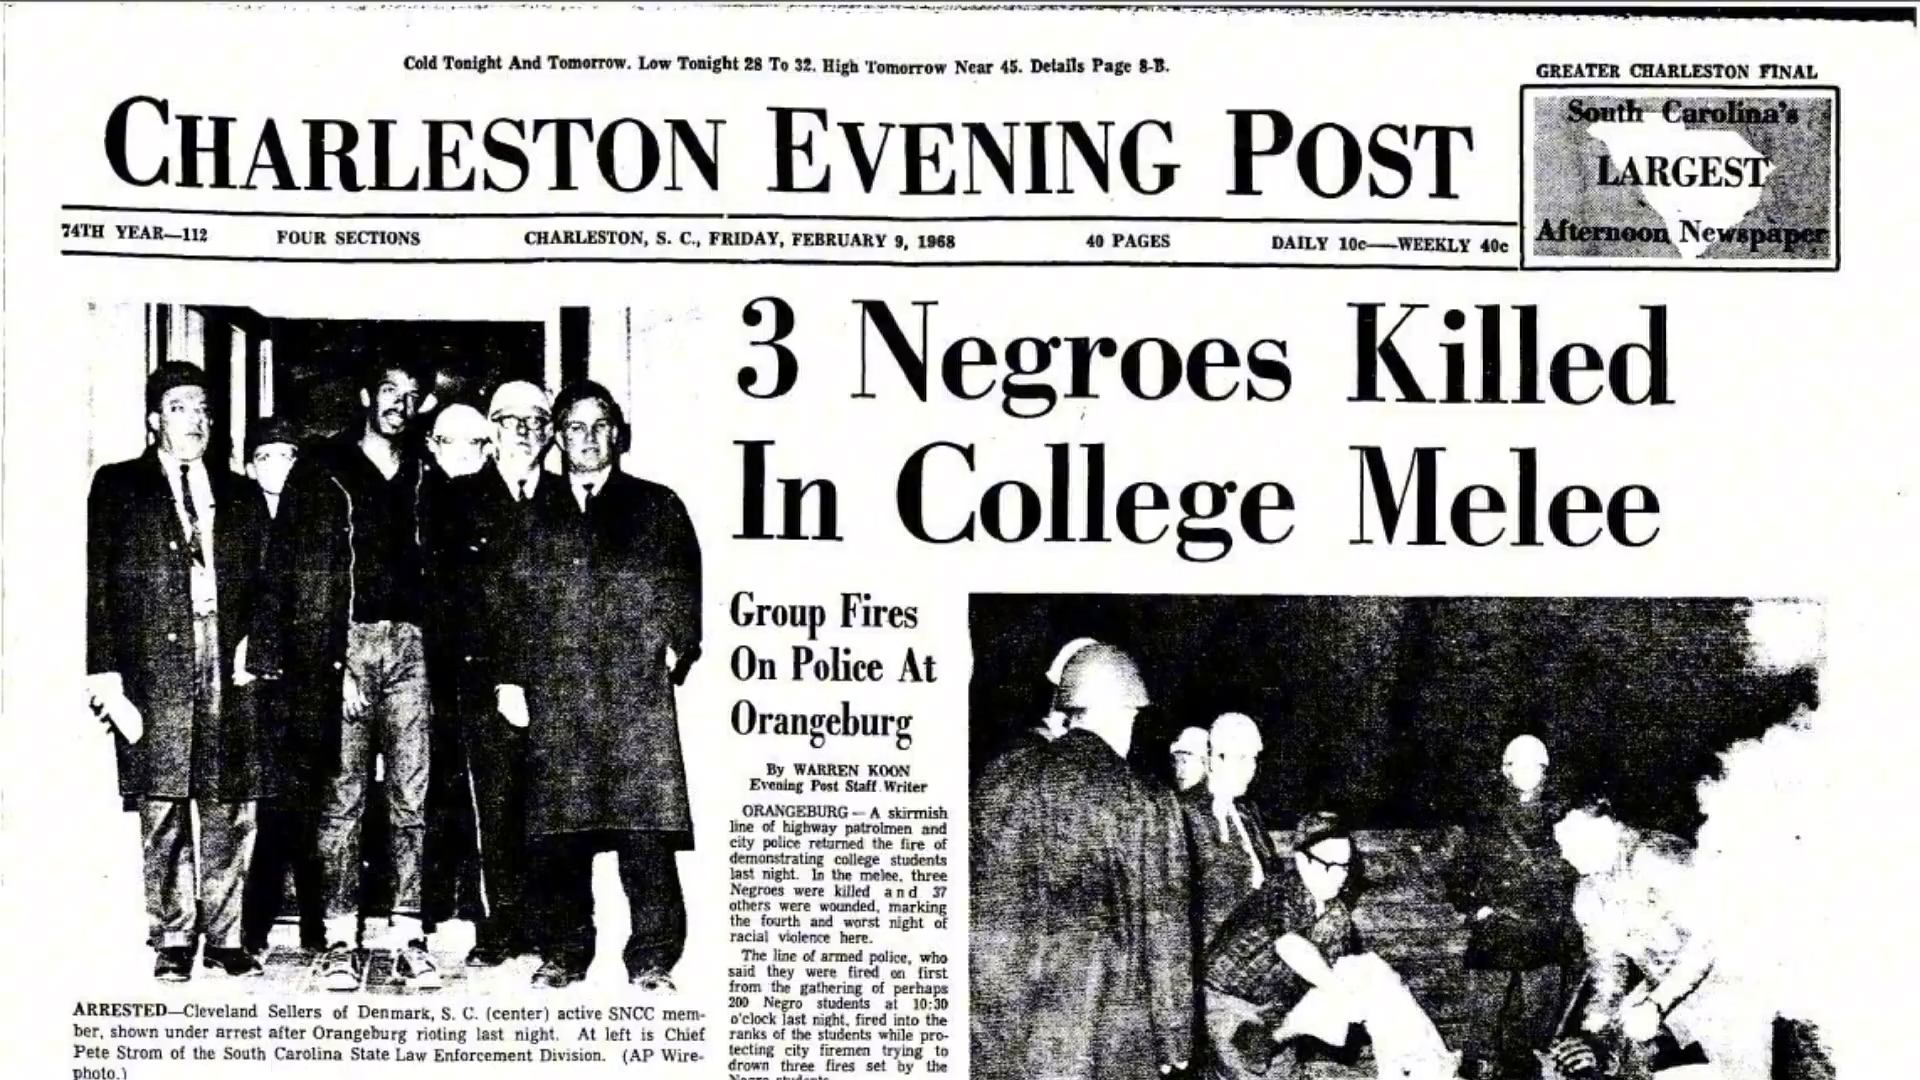 Cold Tonight And Tomorrow. Low Tonight 28 To 32. High Tomorrow Near 45. Details Page 8-B.
GREATER CHARLESTON FINAL
CHARLESTON EVENING POST
South Carolina's
LARGEST
Afternoon Newspaper
74TH YEAR—112 FOUR SECTIONS CHARLESTON, S. C., FRIDAY, FEBRUARY 9, 1968 40 PAGES DAILY 10c—WEEKLY 40c
3 Negroes Killed
In College Melee
Group Fires
On Police At
Orangeburg
By WARREN KOON
Evening Post Staff Writer
ORANGEBURG — A skirmish
line of highway patrolmen and
city police returned the fire of
demonstrating college students
last night. In the melee, three
Negroes were killed and 37
others were wounded, marking
the fourth and worst night of
racial violence here.
The line of armed police, who
said they were fired on first
from the gathering of perhaps
200 Negro students at 10:30
o'clock last night, fired into the
ranks of the students while pro-
tecting city firemen trying to
drown three fires set by the
Negro students
ARRESTED—Cleveland Sellers of Denmark, S. C. (center) active SNCC mem-
ber, shown under arrest after Orangeburg rioting last night. At left is Chief
Pete Strom of the South Carolina State Law Enforcement Division. (AP Wire-
photo.)